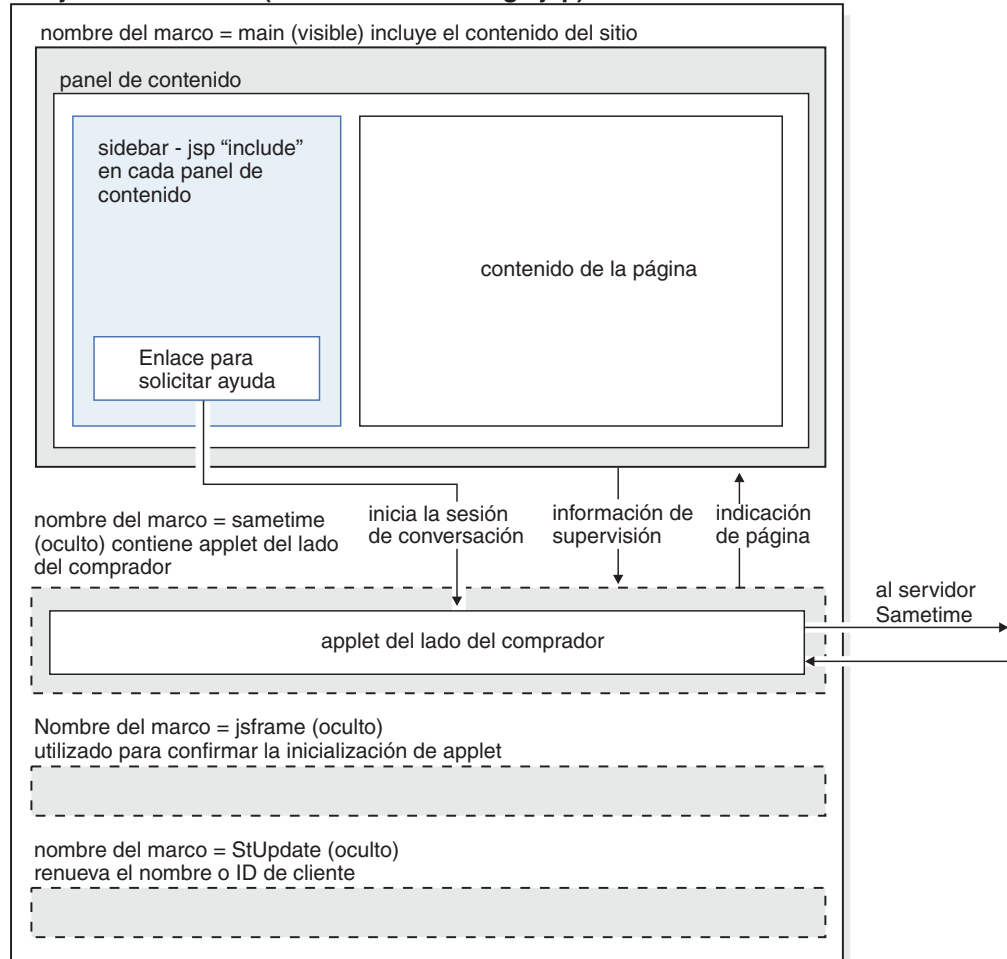 nombre del marco = main (visible) incluye el contenido del sitio
panel de contenido
sidebar - jsp “include”
en cada panel de
contenido
contenido de la página
Enlace para
solicitar ayuda
nombre del marco = sametime
(oculto) contiene applet del lado
del comprador
inicia la sesión
de conversación
información de
supervisión
indicación
de página
al servidor
Sametime
applet del lado del comprador
Nombre del marco = jsframe (oculto)
utilizado para confirmar la inicialización de applet
nombre del marco = StUpdate (oculto)
renueva el nombre o ID de cliente